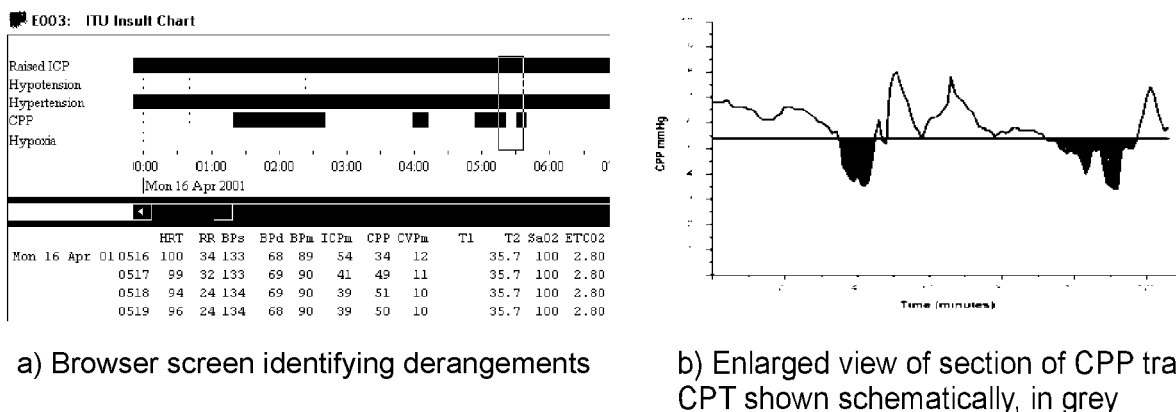 E003: ITU Insult Chart
Raised ICP
Hypotension
Hypertension
CPP
Hypoxia
0:00 01:00 02:00 03:00 04:00 05:00 06:00
Mon 16 Apr 2001
HRT RR BPs BPd BPm ICPm CPP CVPm T1 T2 SaO2 ETCO2
Mon 16 Apr 01 0516 100 34 133 68 89 54 34 12 35.7 100 2.80
0517 99 32 133 69 90 41 49 11 35.7 100 2.80
0518 94 24 134 69 90 39 51 10 35.7 100 2.80
0519 96 24 134 68 90 39 50 10 35.7 100 2.80
a) Browser screen identifying derangements
CPP mmHg
Time (minutes)
b) Enlarged view of section of CPP tra
CPT shown schematically, in grey